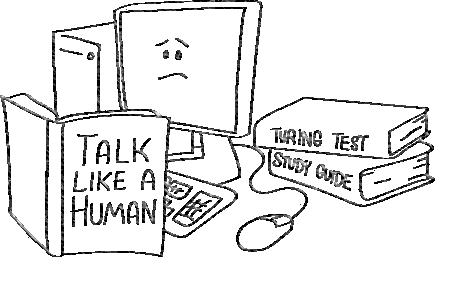 TALK
LIKE A
HUMAN
TURING TEST
STUDY GUIDE